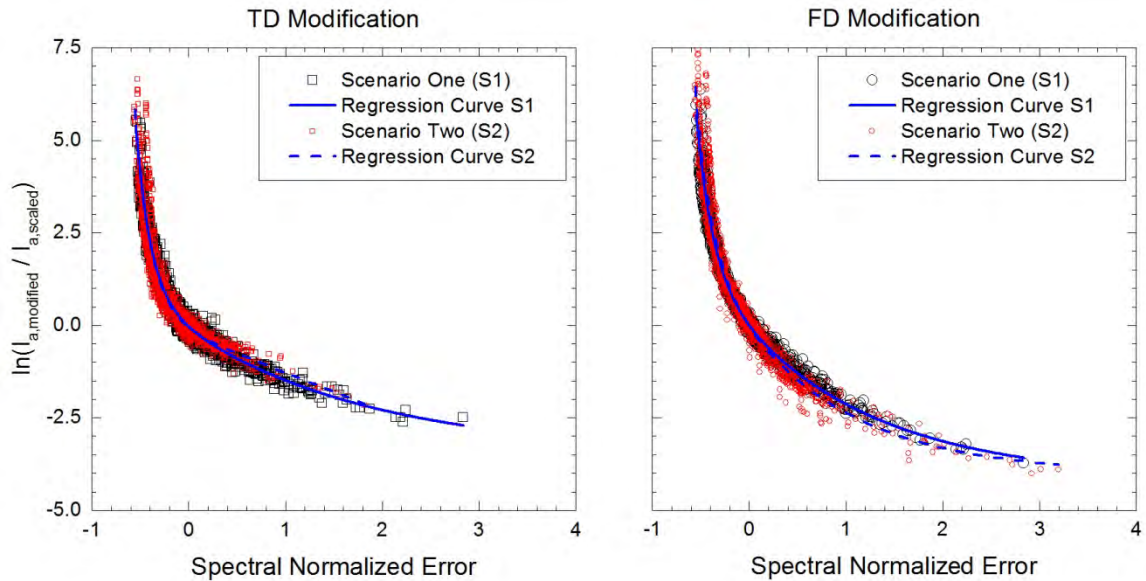 TD Modification
FD Modification
7.5
5.0
2.5
0.0
-2.5
-5.0
ln(I a,modified / I a,scaled)
Scenario One (S1)
Regression Curve S1
Scenario Two (S2)
Regression Curve S2
Scenario One (S1)
Regression Curve S1
Scenario Two (S2)
Regression Curve S2
-1 0 1 2 3 4
-1 0 1 2 3 4
Spectral Normalized Error
Spectral Normalized Error